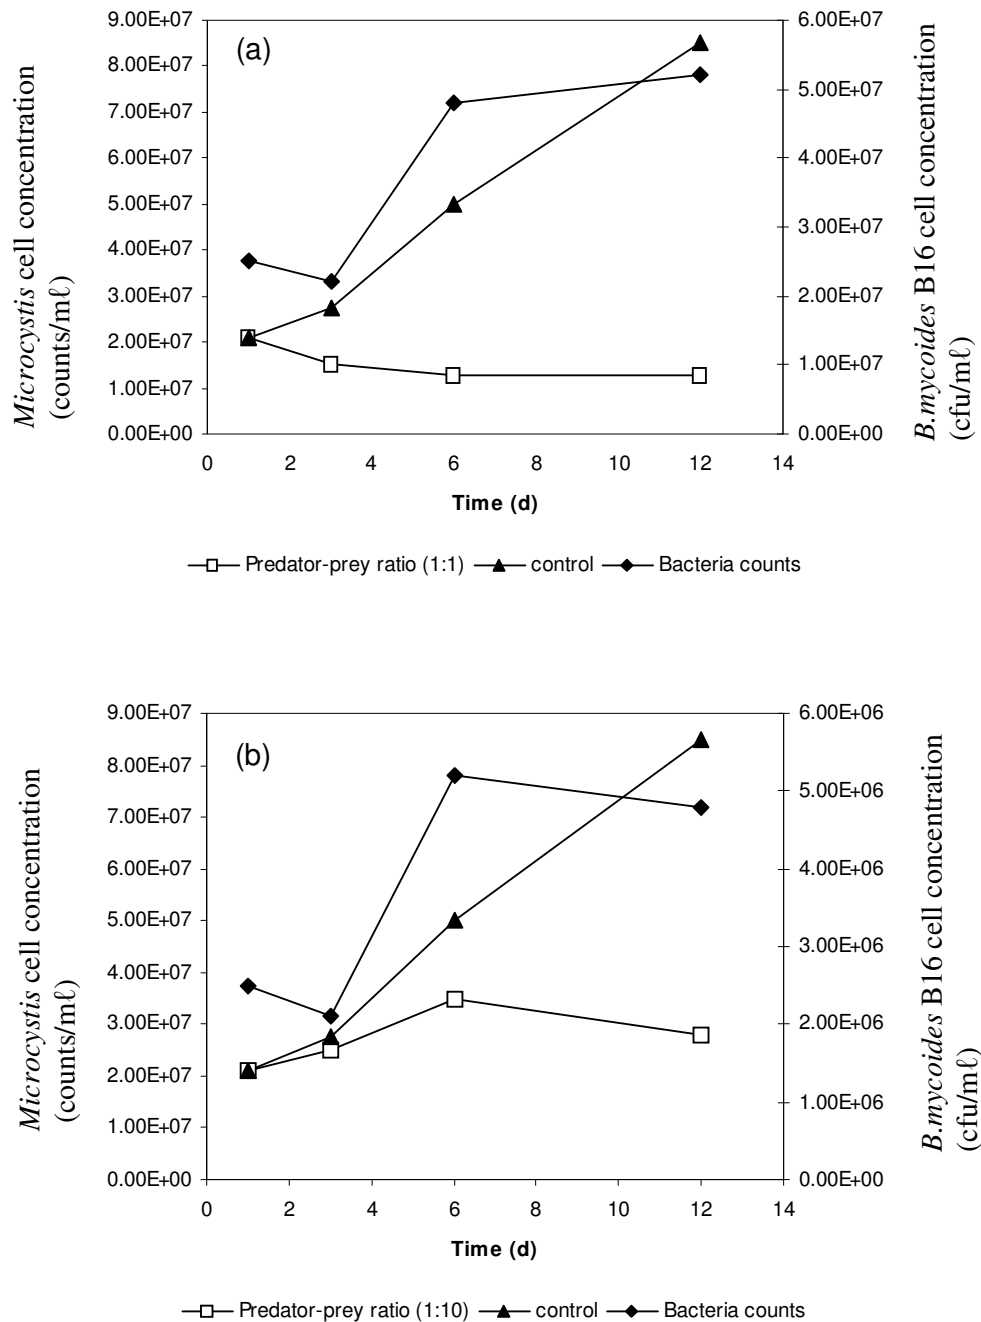 (a)
9.00E+07
8.00E+07
7.00E+07
6.00E+07
5.00E+07
4.00E+07
3.00E+07
2.00E+07
1.00E+07
0.00E+00
Microcystis cell concentration
(counts/mℓ)
6.00E+07
5.00E+07
4.00E+07
3.00E+07
2.00E+07
1.00E+07
0.00E+00
B.mycoides B16 cell concentration
(cfu/mℓ)
0 2 4 6 8 10 12 14
Time (d)
Predator-prey ratio (1:1) control Bacteria counts
(b)
9.00E+07
8.00E+07
7.00E+07
6.00E+07
5.00E+07
4.00E+07
3.00E+07
2.00E+07
1.00E+07
0.00E+00
Microcystis cell concentration
(counts/mℓ)
6.00E+06
5.00E+06
4.00E+06
3.00E+06
2.00E+06
1.00E+06
0.00E+00
B.mycoides B16 cell concentration
(cfu/mℓ)
0 2 4 6 8 10 12 14
Time (d)
Predator-prey ratio (1:10) control Bacteria counts